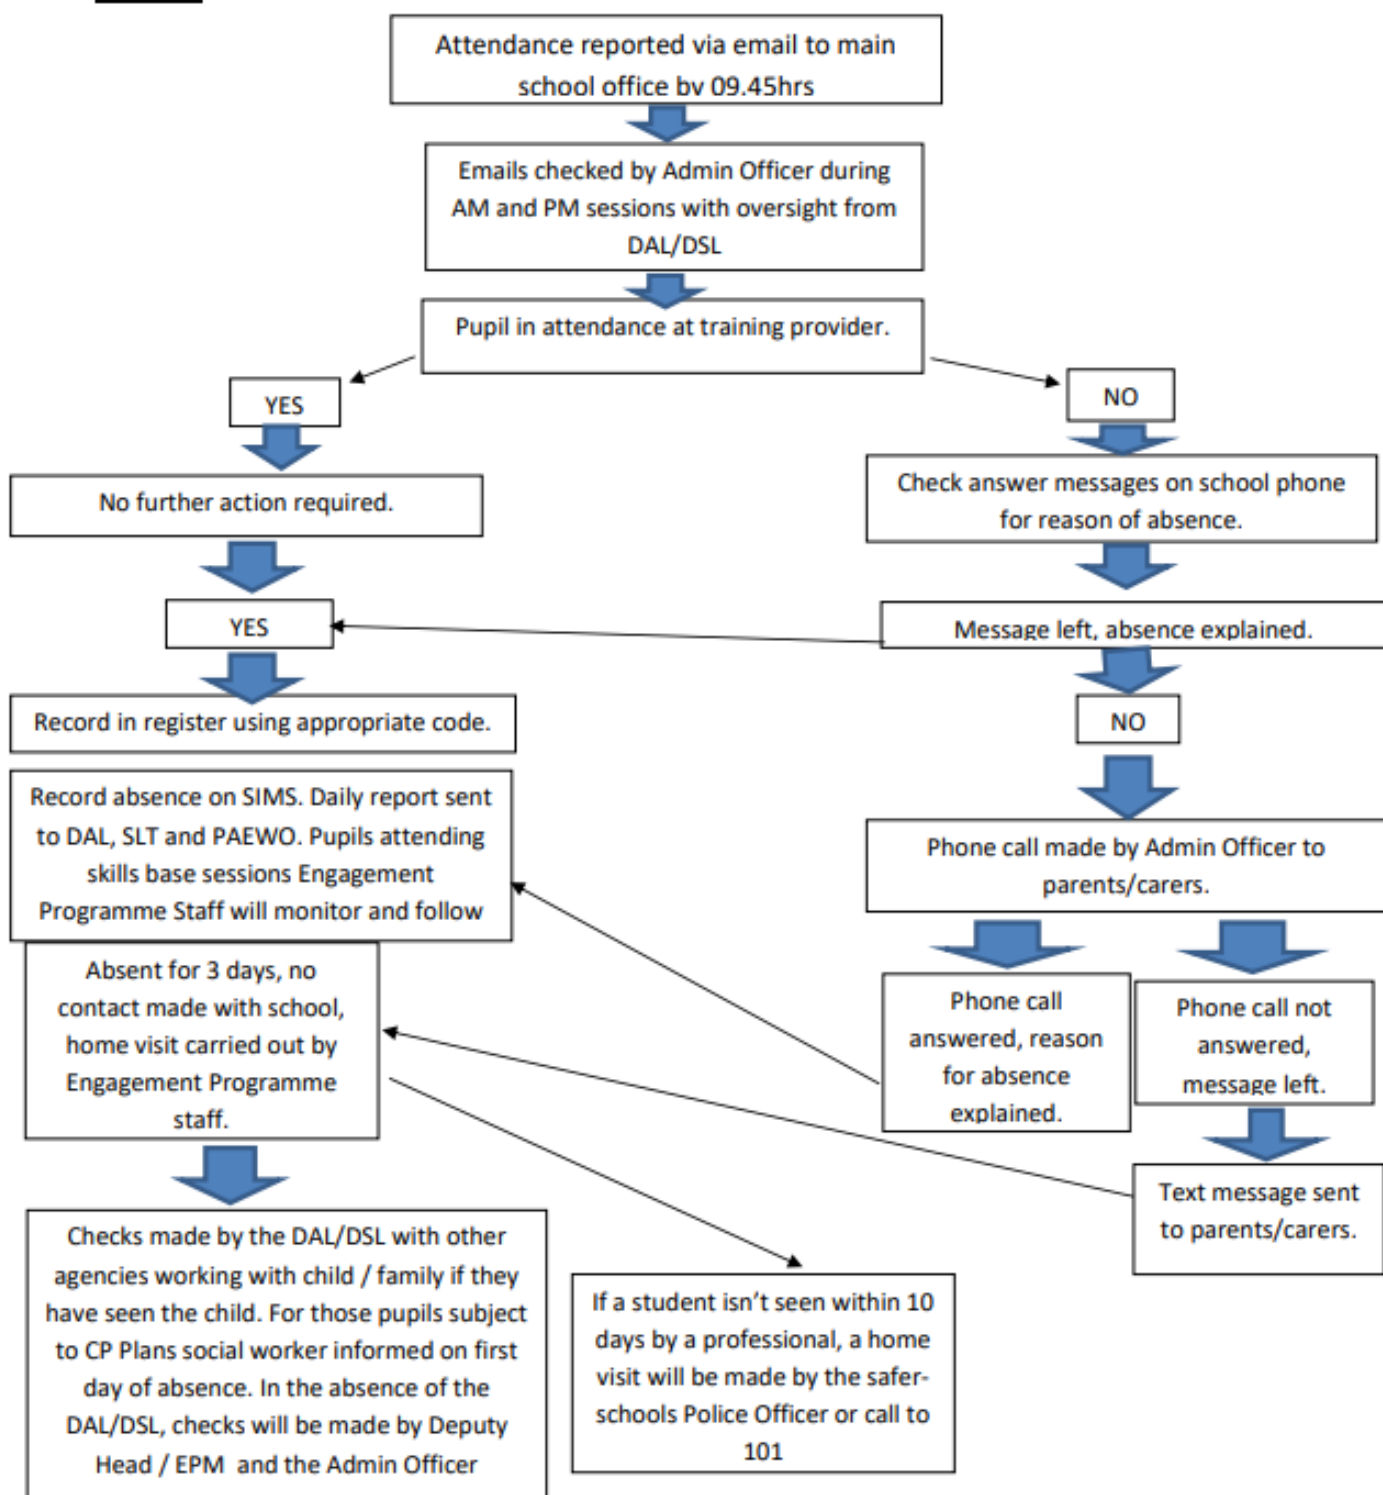 Attendance reported via email to main
school office by 09.45hrs
Emails checked by Admin Officer during
AM and PM sessions with oversight from
DAL/DSL
Pupil in attendance at training provider.
YES
NO
No further action required.
Check answer messages on school phone
for reason of absence.
YES
Message left, absence explained.
Record in register using appropriate code.
NO
Record absence on SIMS. Daily report sent
to DAL, SLT and PAEWO. Pupils attending
skills base sessions Engagement
Programme Staff will monitor and follow
Phone call made by Admin Officer to
parents/carers.
Absent for 3 days, no
contact made with school,
home visit carried out by
Engagement Programme
staff.
Phone call
answered, reason
for absence
explained.
Phone call not
answered,
message left.
Text message sent
to parents/carers.
Checks made by the DAL/DSL with other
agencies working with child / family if they
have seen the child. For those pupils subject
to CP Plans social worker informed on first
day of absence. In the absence of the
DAL/DSL, checks will be made by Deputy
Head / EPM  and the Admin Officer
If a student isn’t seen within 10
days by a professional, a home
visit will be made by the safer-
schools Police Officer or call to
101